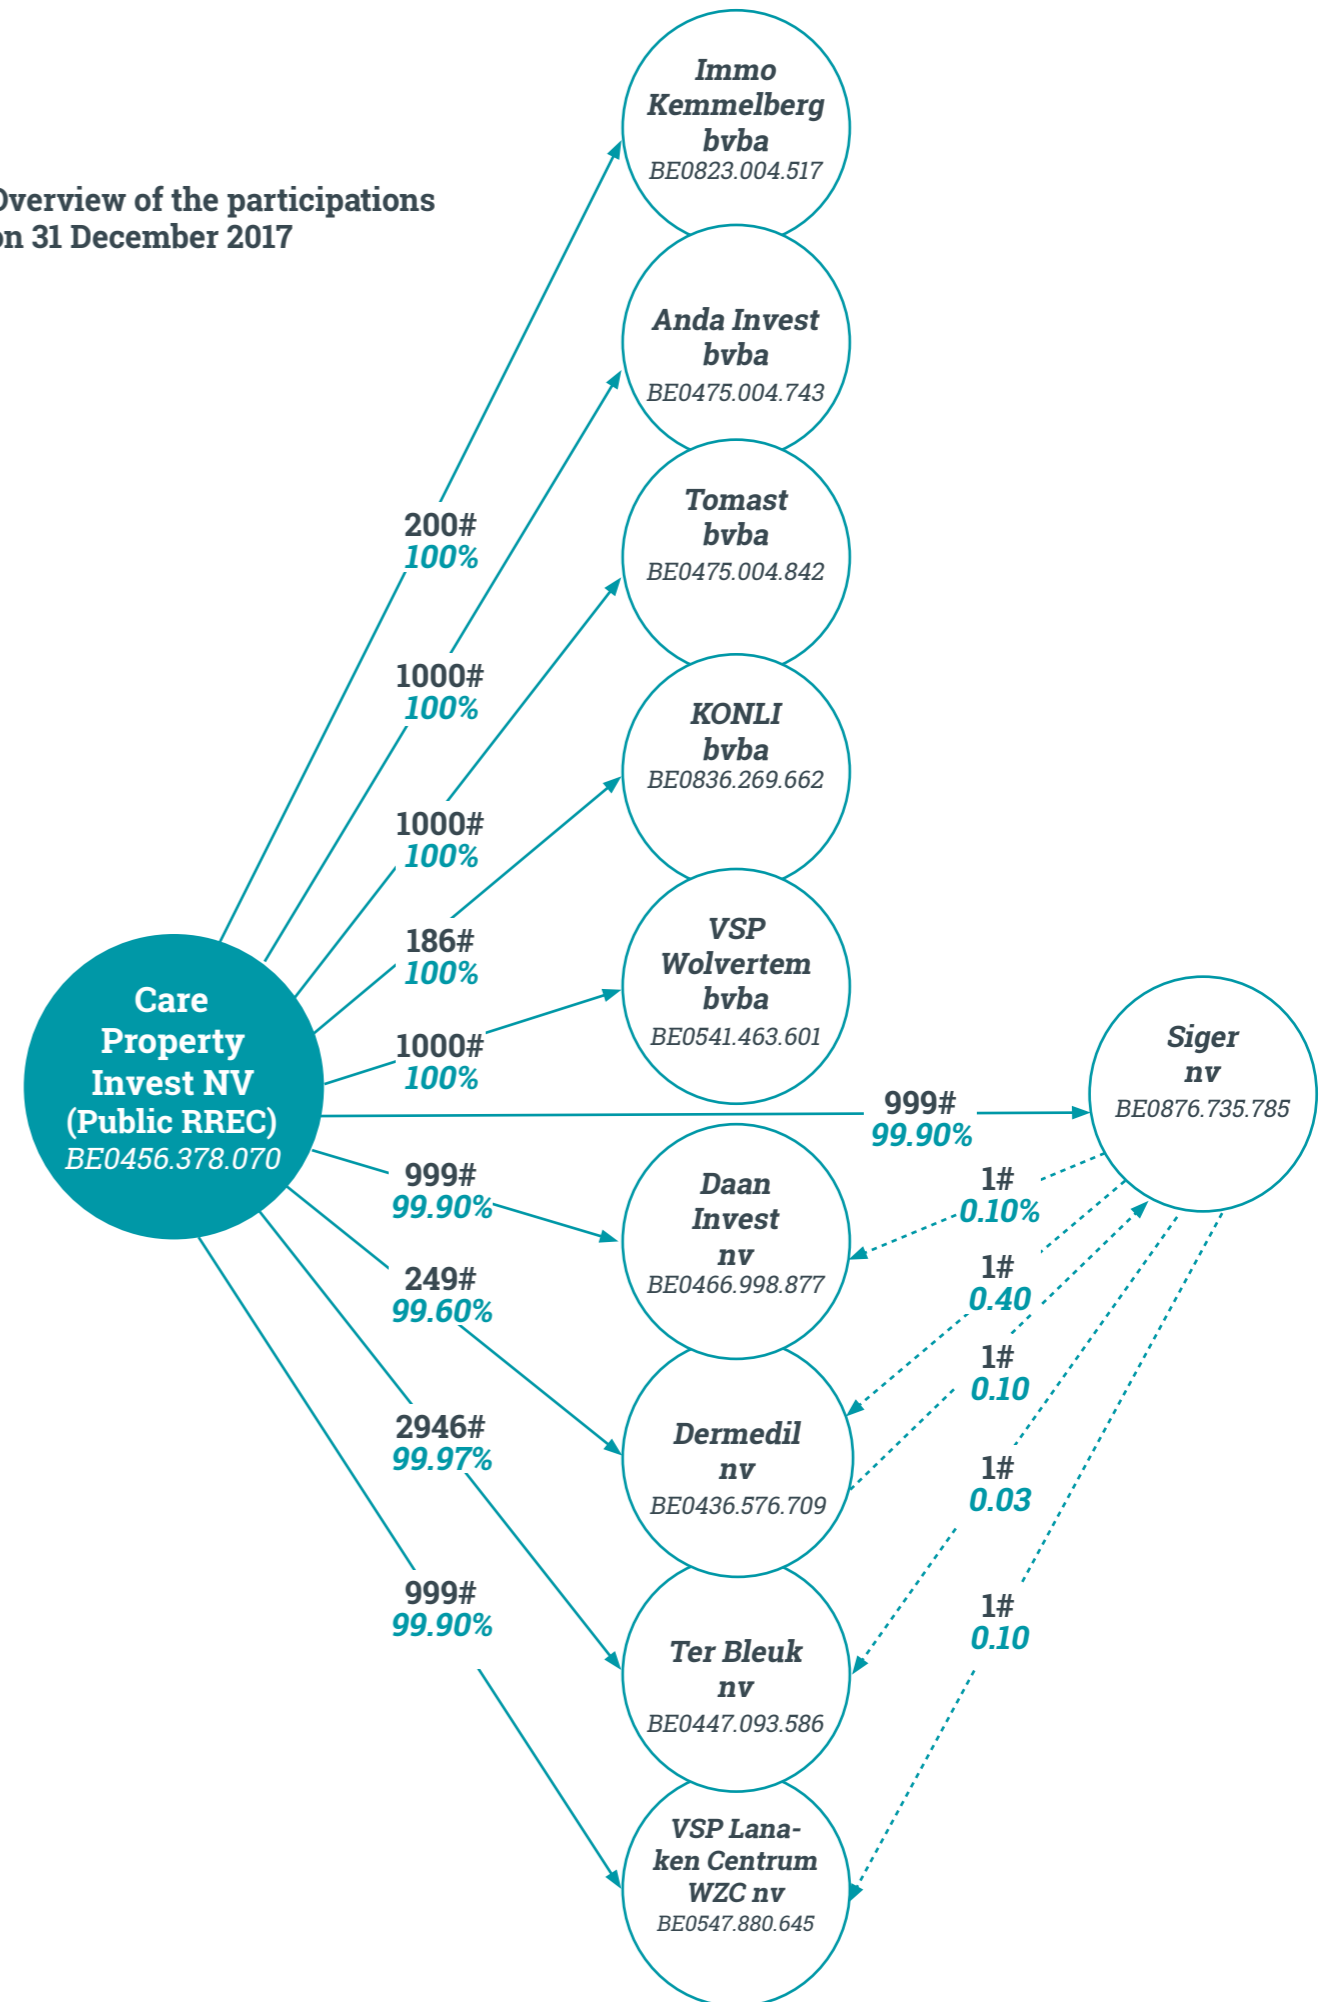 Immo
Kemmelberg
bvba
BE0823.004.517
Overview of the participations
on 31 December 2017
Anda Invest
bvba
BE0475.004.743
Tomast
bvba
BE0475.004.842
200#
100%
1000#
100%
KONLI
bvba
BE0836.269.662
1000#
100%
186#
100%
VSP
Wolvertem
bvba
BE0541.463.601
1000#
100%
Care
Property
Invest NV
(Public RREC)
BE0456.378.070
Siger
nv
BE0876.735.785
999#
99.90%
999#
99.90%
Daan
Invest
nv
BE0466.998.877
1#
0.10%
249#
99.60%
1#
0.40
1#
0.10
2946#
99.97%
Dermedil
nv
BE0436.576.709
1#
0.03
999#
99.90%
1#
0.10
Ter Bleuk
nv
BE0447.093.586
VSP Lana-
ken Centrum
WZC nv
BE0547.880.645